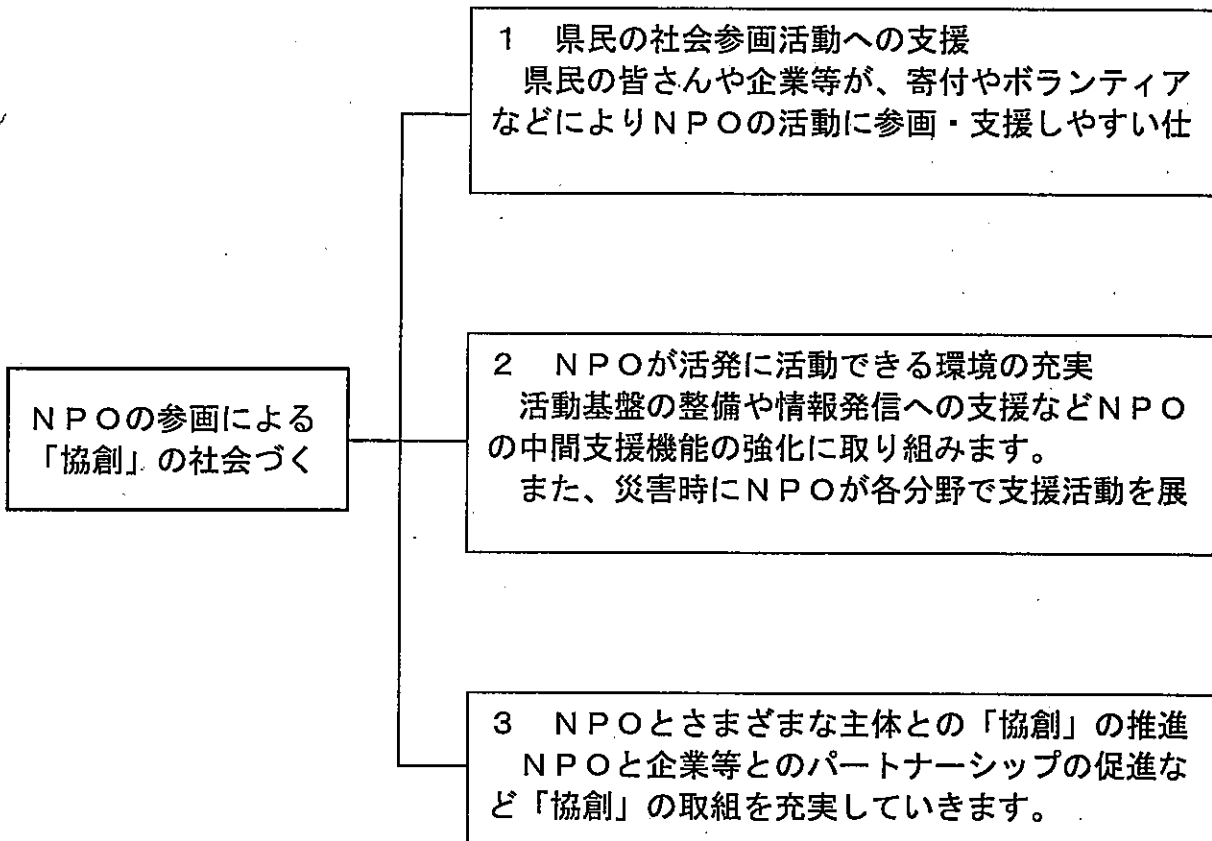 1 県民の社会参画活動への支援
県民の皆さんや企業等が、寄付やボランティア
などによりNPOの活動に参画・支援しやすい仕
NPOの参画による
「協創」の社会づく
2 NPOが活発に活動できる環境の充実
活動基盤の整備や情報発信への支援などNPO
の中間支援機能の強化に取り組みます。
また、災害時にNPOが各分野で支援活動を展
3 NPOとさまざまな主体との「協創」の推進
NPOと企業等とのパートナーシップの促進な
ど「協創」の取組を充実していきます。